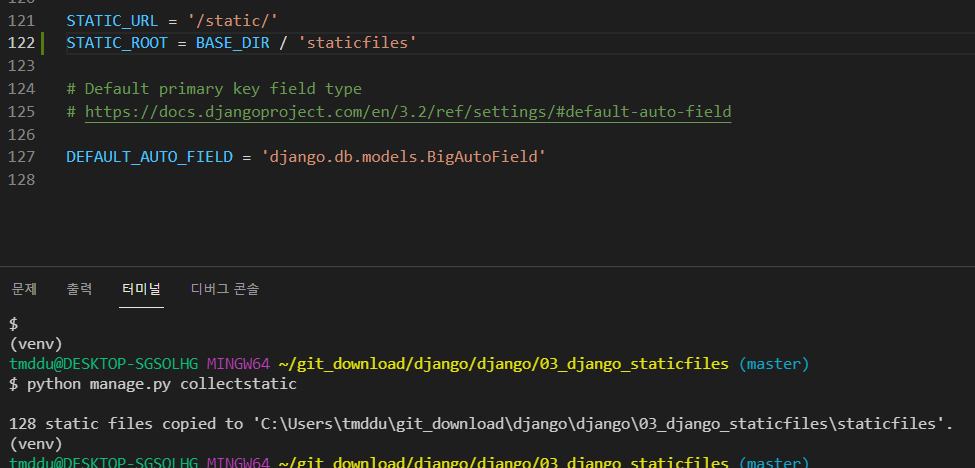 121 STATIC_URL = '/static/'
122 STATIC_ROOT = BASE_DIR / 'staticfiles'
123
124 # Default primary key field type
125 # https://docs.djangoproject.com/en/3.2/ref/settings/#default-auto-field
126
127 DEFAULT_AUTO_FIELD = 'django.db.models.BigAutoField'
128
문제 출력 터미널 디버그 콘솔
$
(venv)
tmddu@DESKTOP-SGSOLHG MINGW64 ~/git_download/django/django/03_django_staticfiles (master)
$ python manage.py collectstatic
128 static files copied to 'C:\Users\tmddu\git_download\django\django\03_django_staticfiles\staticfiles'.
(venv)
tmddu@DESKTOP-SGSOLHG MINGW64 ~/git_download/django/django/03_django_staticfiles (master)